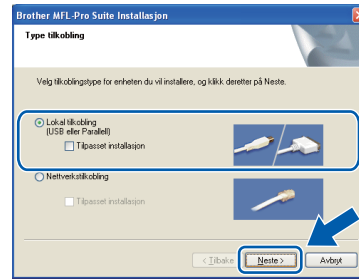 Brother MFL-Pro Suite Installasjon
Type tilkobling
Velg tilkoblingstype for enheten du vil installere, og klikk deretter på Neste.
Lokal tilkobling
(USB eller Parallell)
Tilpasset installasjon
Nettverkstilkobling
Tilpasset installasjon
< Tilbake Neste > Avbryt